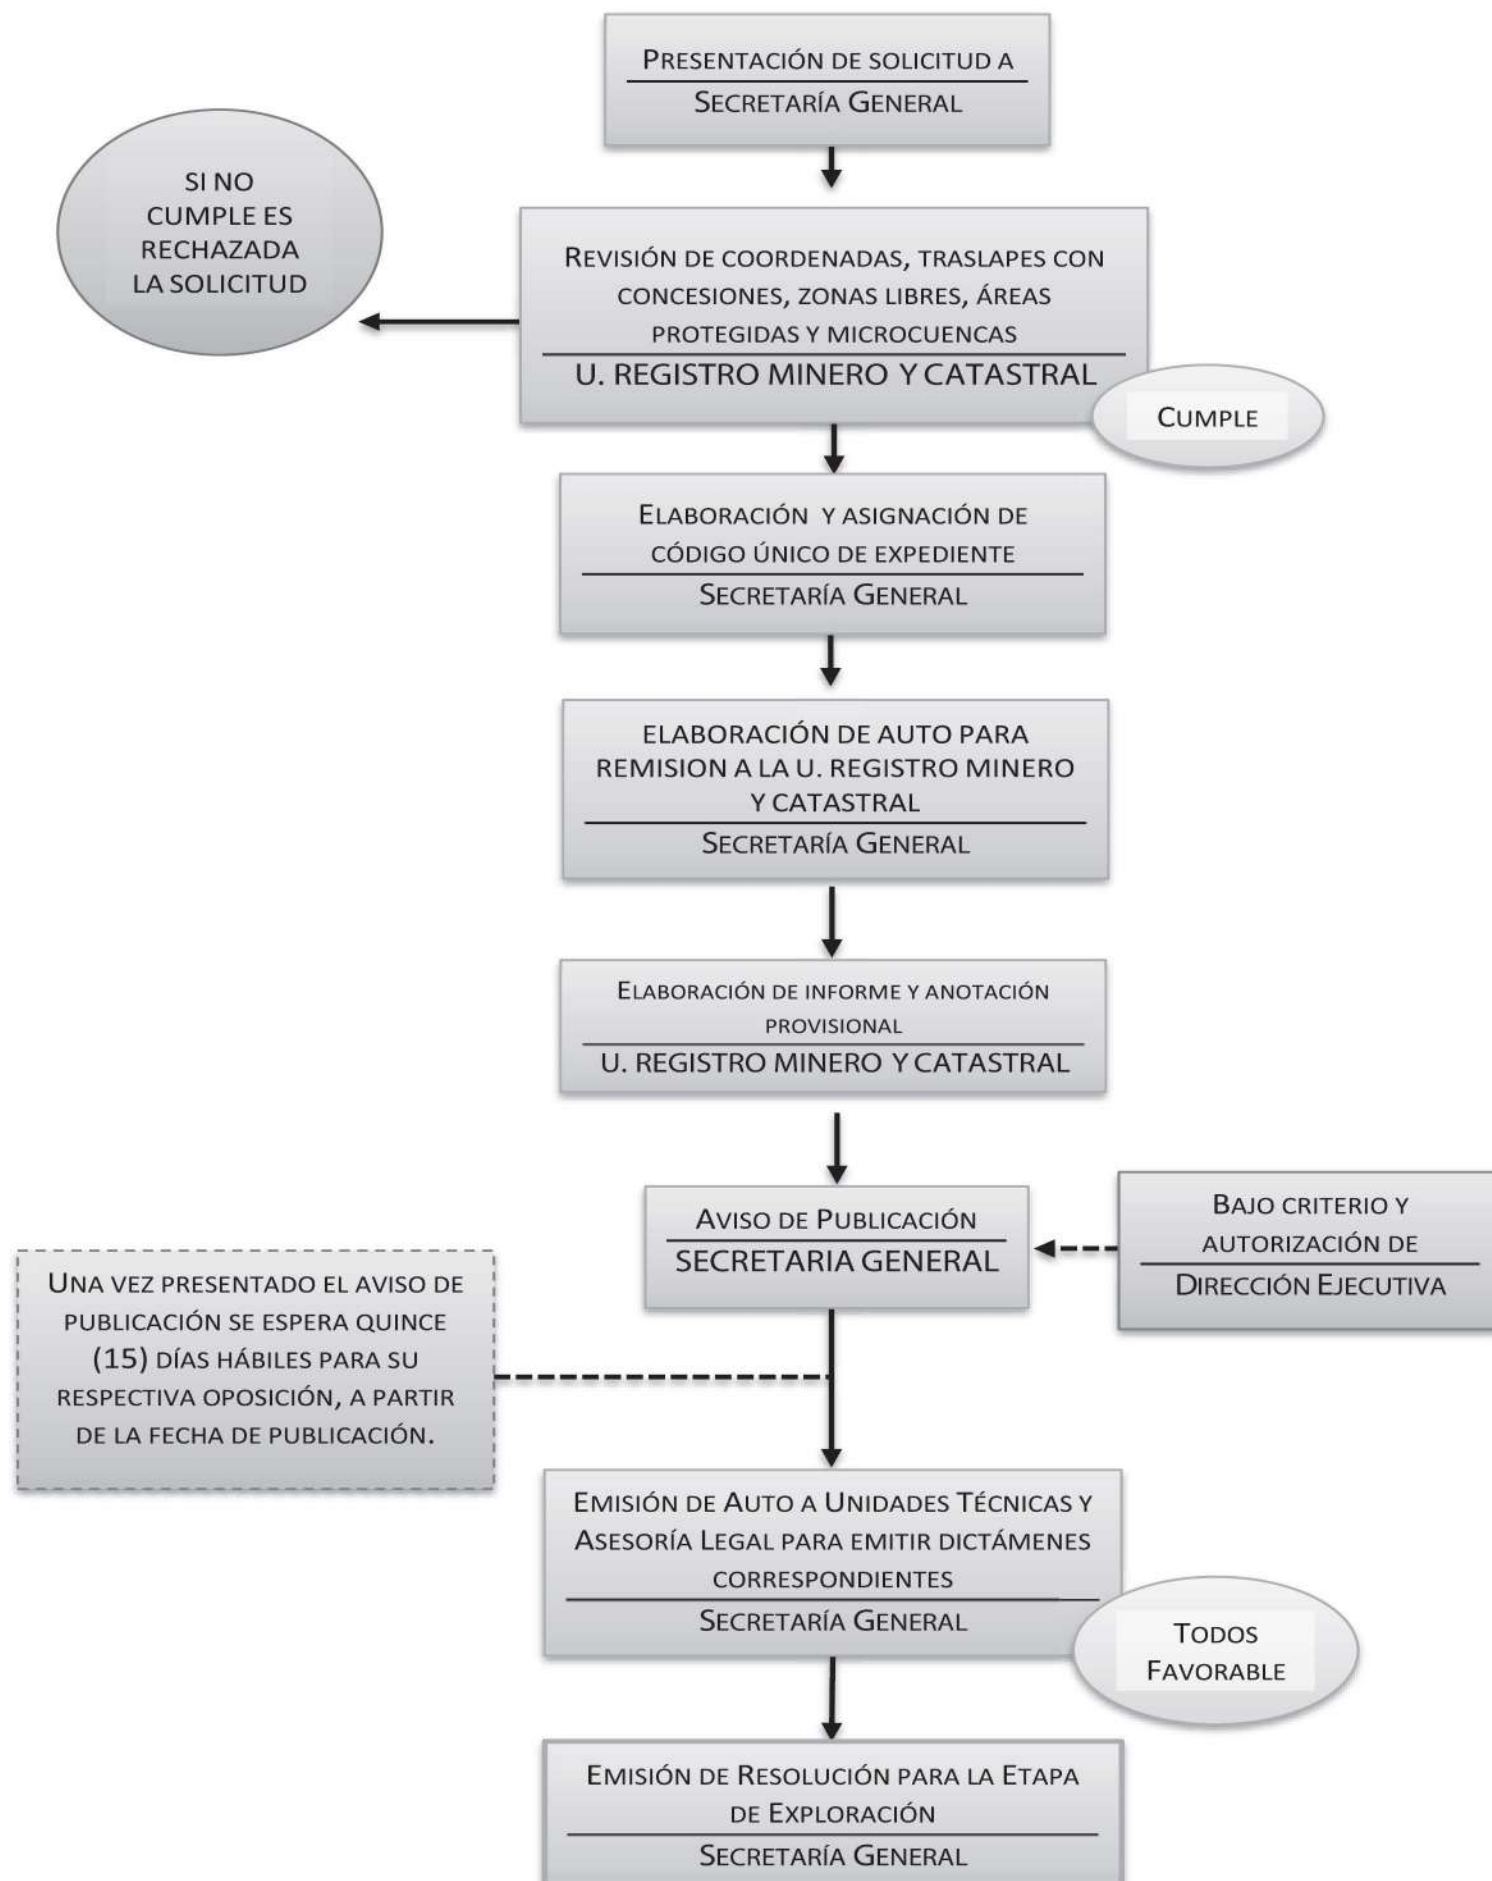 Presentación de solicitud a
Secretaría General
SI NO
CUMPLE ES
RECHAZADA
LA SOLICITUD
Revisión de coordenadas, traslapes con
concesiones, zonas libres, áreas
protegidas y microcuencas
U. REGISTRO MINERO Y CATASTRAL
Cumple
Elaboración y asignación de
código único de expediente
Secretaría General
ELABORACIÓN DE AUTO PARA
REMISION A LA U. REGISTRO MINERO
Y CATASTRAL
Secretaría General
Elaboración de informe y anotación
provisional
U. REGISTRO MINERO Y CATASTRAL
Aviso de Publicación
SECRETARIA GENERAL
Bajo criterio y
autorización de
Dirección Ejecutiva
Una vez presentado el aviso de
publicación se espera quince
(15) días hábiles para su
respectiva oposición, a partir
de la fecha de publicación.
Emisión de Auto a Unidades Técnicas y
Asesoría Legal para emitir dictámenes
correspondientes
Secretaría General
Todos
Favorable
Emisión de Resolución para la Etapa
de Exploración
Secretaría General